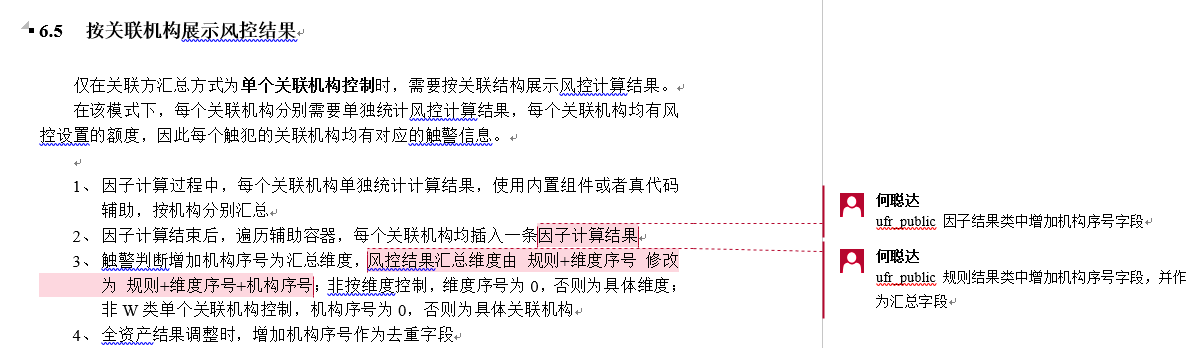 6.5 按关联机构展示风控结果
仅在关联方汇总方式为单个关联机构控制时，需要按关联结构展示风控计算结果。
在该模式下，每个关联机构分别需要单独统计风控计算结果，每个关联机构均有风
控设置的额度，因此每个触犯的关联机构均有对应的触警信息。
1、因子计算过程中，每个关联机构单独统计计算结果，使用内置组件或者真代码
辅助，按机构分别汇总
2、因子计算结束后，遍历辅助容器，每个关联机构均插入一条因子计算结果
3、触警判断增加机构序号为汇总维度，风控结果汇总维度由 规则+维度序号 修改
为 规则+维度序号+机构序号；非按维度控制，维度序号为0，否则为具体维度；
非W类单个关联机构控制，机构序号为0，否则为具体关联机构
4、全资产结果调整时，增加机构序号作为去重字段
何聪达
ufr_public 因子结果类中增加机构序号字段
何聪达
ufr_public 规则结果类中增加机构序号字段，并作
为汇总字段